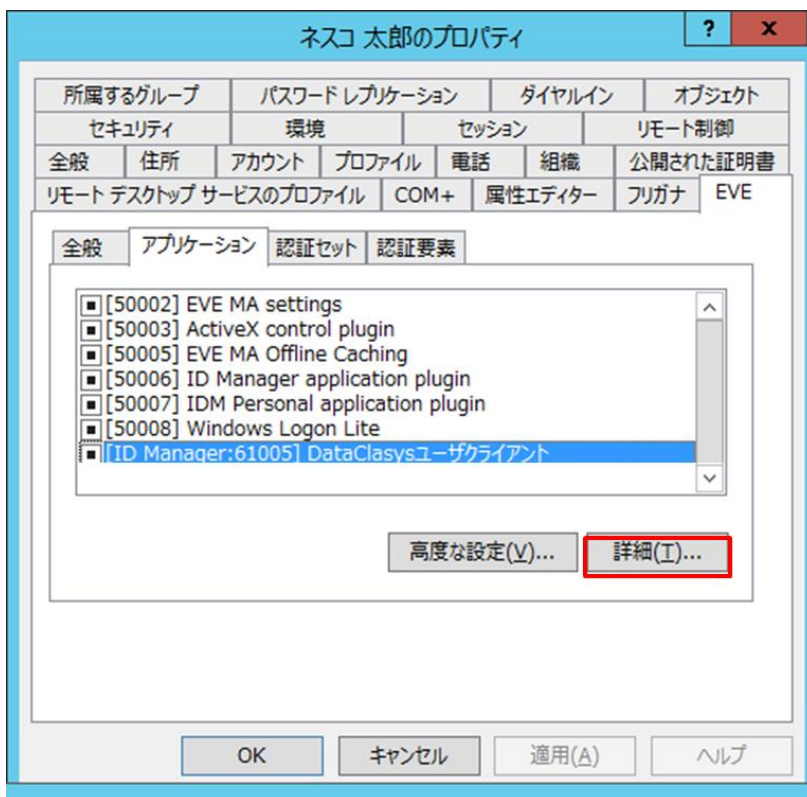 ネスコ 太郎のプロパティ ? x
所属するグループ パスワード レプリケーション ダイヤルイン オブジェクト
セキュリティ 環境 セッション リモート制御
全般 住所 アカウント プロファイル 電話 組織 公開された証明書
リモート デスクトップ サービスのプロファイル COM+ 属性エディター フリガナ EVE
全般 アプリケーション 認証セット 認証要素
[50002] EVE MA settings
[50003] ActiveX control plugin
[50005] EVE MA Offline Caching
[50006] ID Manager application plugin
[50007] IDM Personal application plugin
[50008] Windows Logon Lite
[ID Manager:61005] DataClasysユーザクライアント
高度な設定(V)... 詳細(T)...
OK キャンセル 適用(A) ヘルプ